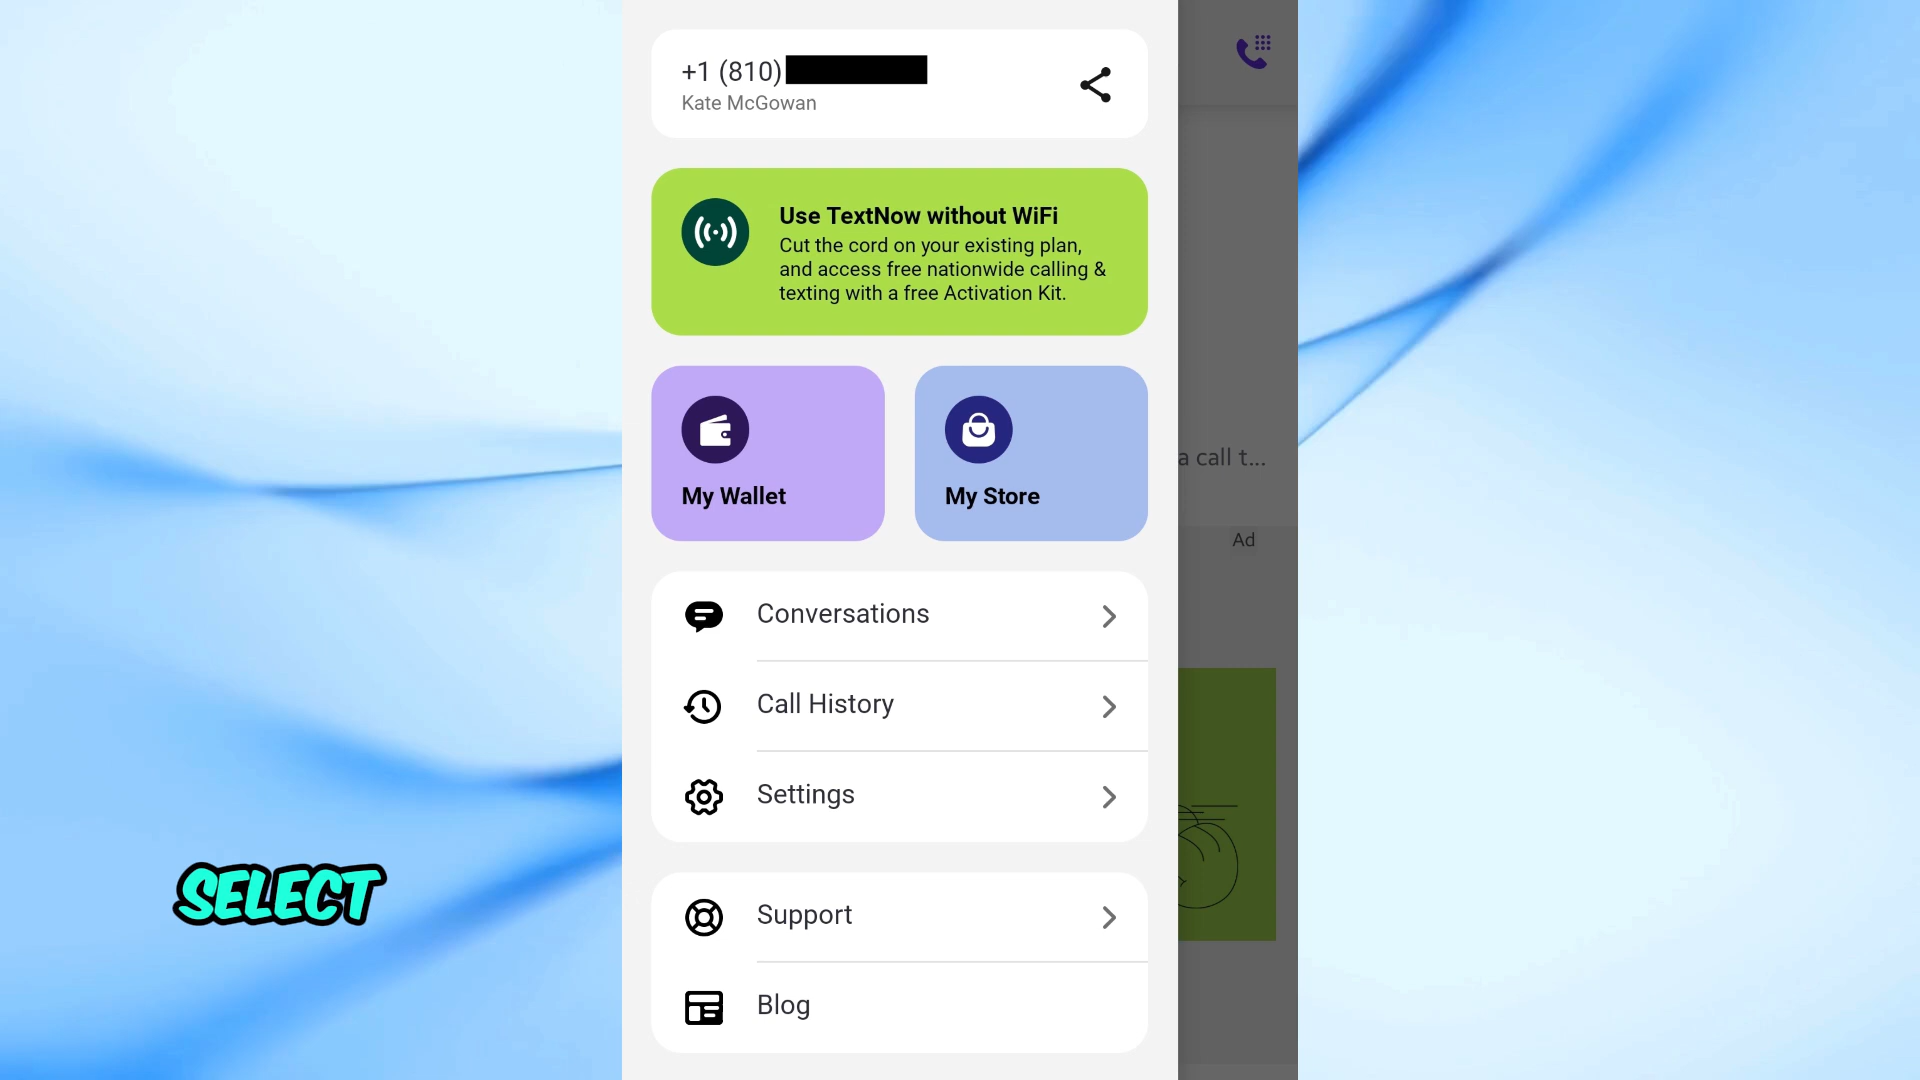 +1 (810)
Kate McGowan
Use TextNow without WiFi
Cut the cord on your existing plan,
and access free nationwide calling &
texting with a free Activation Kit.
My Wallet
My Store
a call t...
Ad
Conversations
Call History
Settings
SELECT
Support
Blog